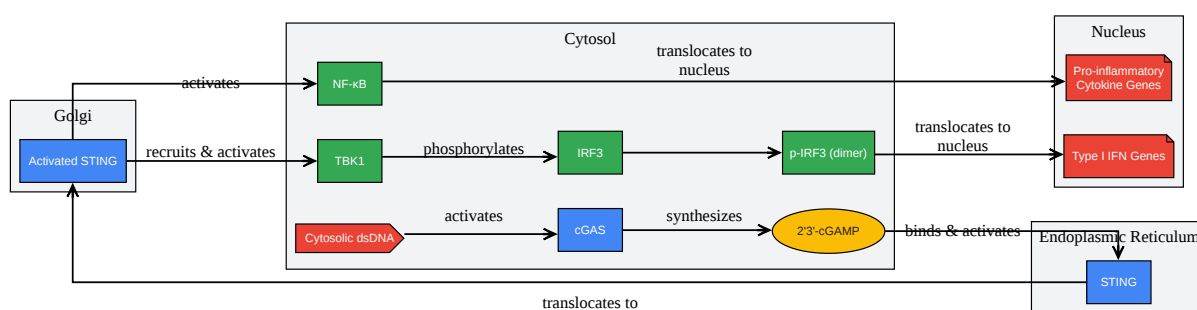 Cytosol
Nucleus
translocates to
nucleus
NF-κB
activates
Pro-inflammatory
Cytokine Genes
Golgi
Activated STING
recruits & activates
TBK1
phosphorylates
IRF3
p-IRF3 (dimer)
translocates to
nucleus
Type I IFN Genes
Cytosolic dsDNA
activates
cGAS
synthesizes
2'3'-cGAMP
binds & activates
Endoplasmic Reticulum
STING
translocates to